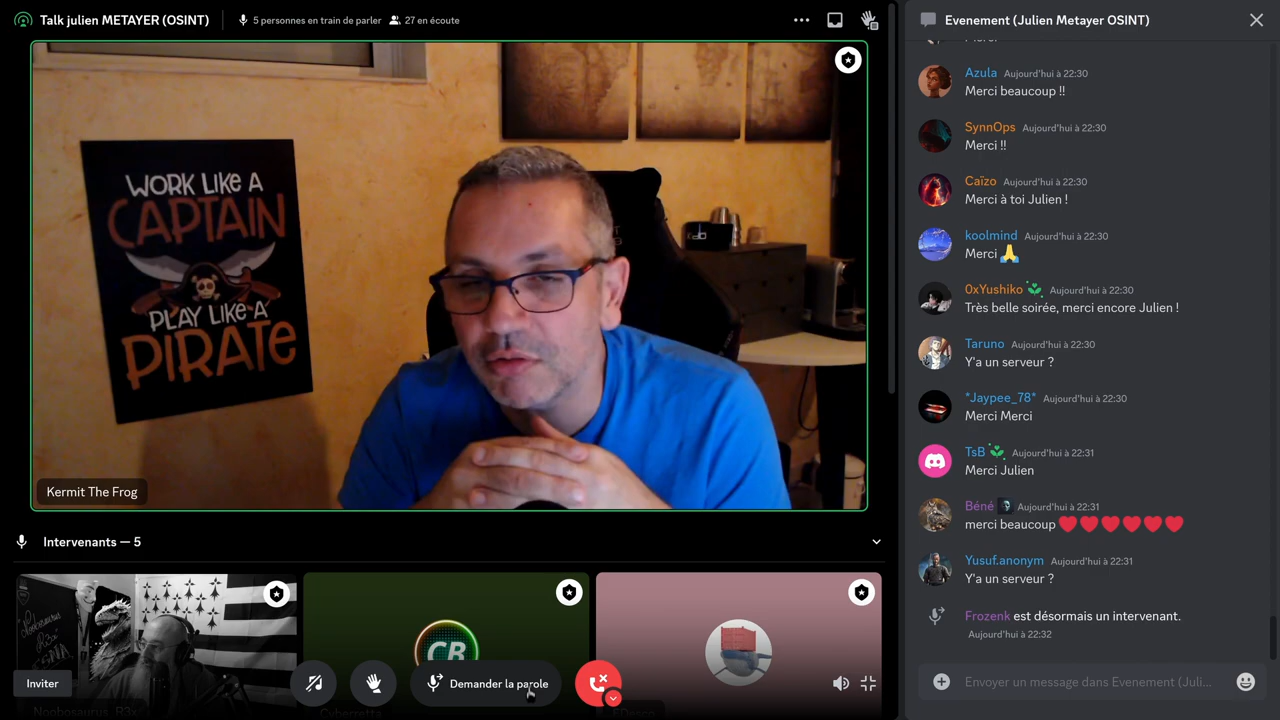 Talk julien METAYER (OSINT)
5 personnes en train de parler
27 en écoute
WORK LIKE A
CAPTAIN
PLAY LIKE A
PIRATE
Kermit The Frog
Intervenants — 5
CB
Inviter
Demander la parole
Noobosaurus_R3x
Cyberretta
Evenement (Julien Metayer OSINT)
Merci
Azula Aujourd'hui à 22:30
Merci beaucoup !!
SynnOps Aujourd'hui à 22:30
Merci !!
Caïzo Aujourd'hui à 22:30
Merci à toi Julien !
koolmind Aujourd'hui à 22:30
Merci 🙏
0xYushiko Aujourd'hui à 22:30
Très belle soirée, merci encore Julien !
Taruno Aujourd'hui à 22:30
Y'a un serveur ?
*Jaypee_78* Aujourd'hui à 22:30
Merci Merci
TsB Aujourd'hui à 22:31
Merci Julien
Béné Aujourd'hui à 22:31
merci beaucoup ❤️❤️❤️❤️❤️❤️
Yusuf.anonym Aujourd'hui à 22:31
Y'a un serveur ?
Frozenk est désormais un intervenant.
Aujourd'hui à 22:32
Envoyer un message dans Evenement (Juli...